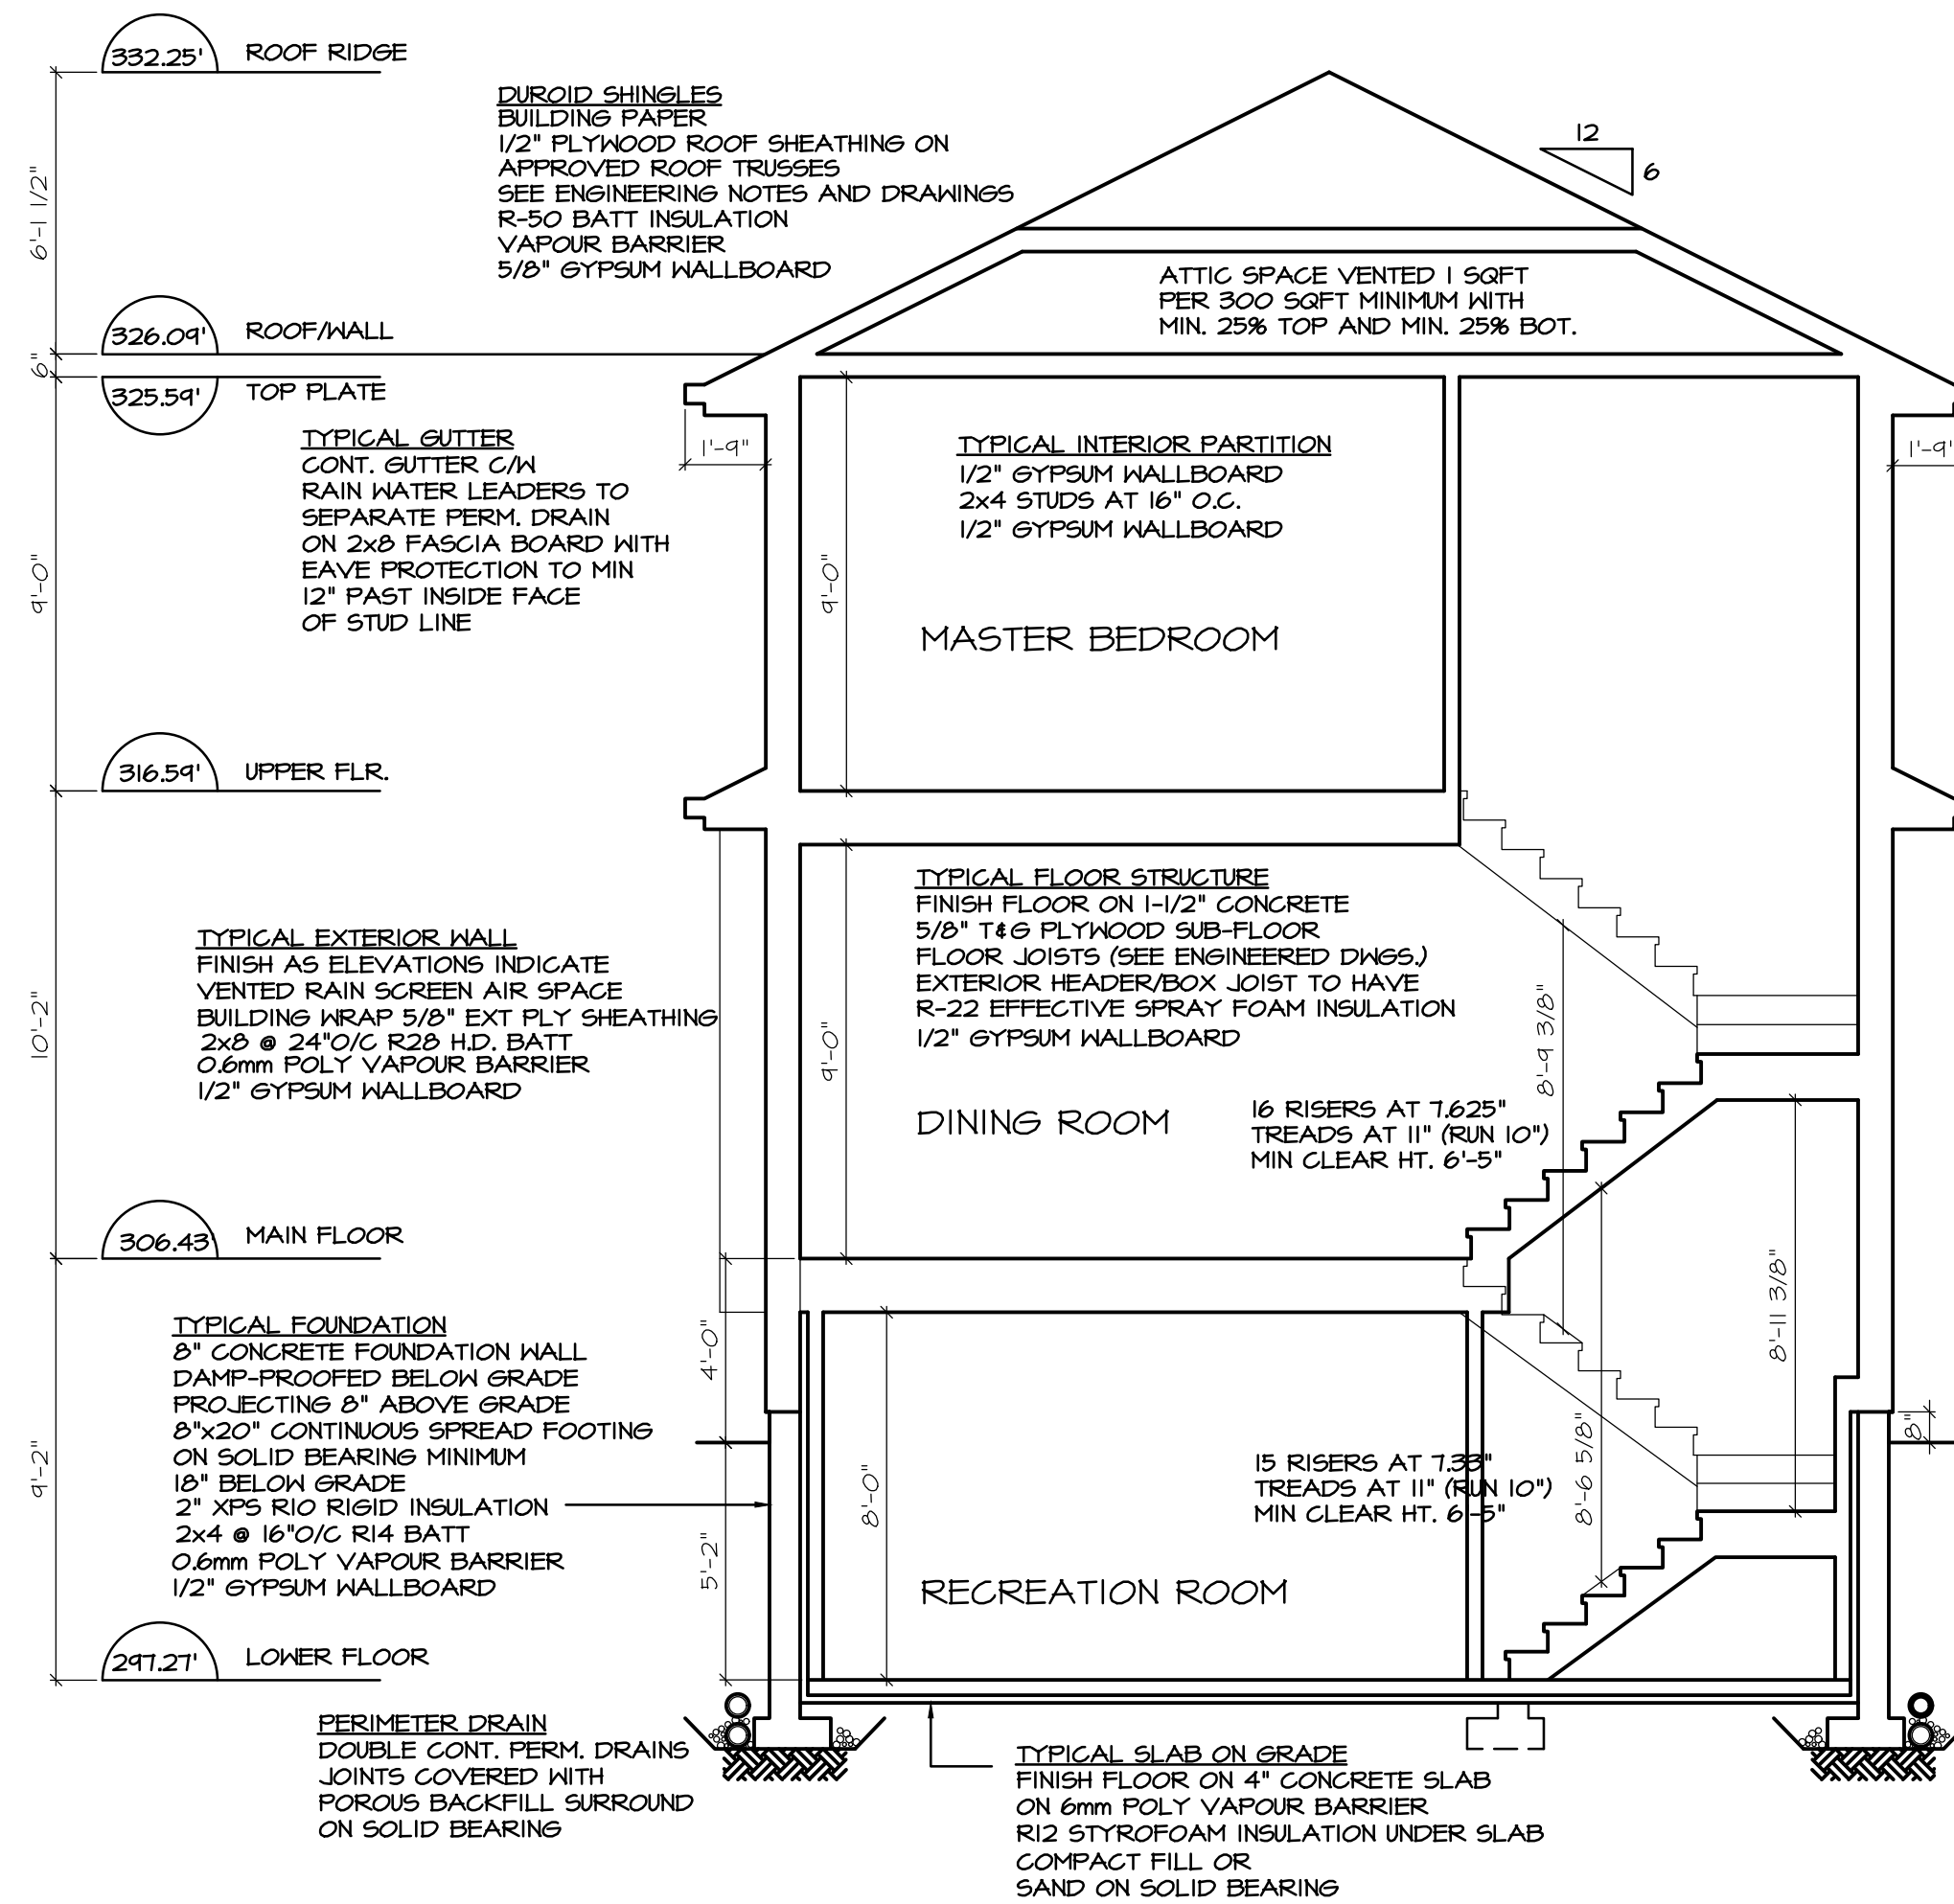 332.25' ROOF RIDGE
DUROID SHINGLES
BUILDING PAPER
1/2" PLYWOOD ROOF SHEATHING ON
APPROVED ROOF TRUSSES
SEE ENGINEERING NOTES AND DRAWINGS
R-50 BATT INSULATION
VAPOUR BARRIER
5/8" GYPSUM WALLBOARD
12
6
6'-1 1/2"
ATTIC SPACE VENTED 1 SQFT
PER 300 SQFT MINIMUM WITH
MIN. 25% TOP AND MIN. 25% BOT.
326.09' ROOF/WALL
6"
325.59' TOP PLATE
TYPICAL GUTTER
CONT. GUTTER C/W
RAIN WATER LEADERS TO
SEPARATE PERM. DRAIN
ON 2x8 FASCIA BOARD WITH
EAVE PROTECTION TO MIN
12" PAST INSIDE FACE
OF STUD LINE
1'-9"
TYPICAL INTERIOR PARTITION
1/2" GYPSUM WALLBOARD
2x4 STUDS AT 16" O.C.
1/2" GYPSUM WALLBOARD
1'-9"
9'-0"
9'-0"
MASTER BEDROOM
316.59' UPPER FLR.
TYPICAL FLOOR STRUCTURE
FINISH FLOOR ON 1-1/2" CONCRETE
5/8" T&G PLYWOOD SUB-FLOOR
FLOOR JOISTS (SEE ENGINEERED DWGS.)
EXTERIOR HEADER/BOX JOIST TO HAVE
R-22 EFFECTIVE SPRAY FOAM INSULATION
1/2" GYPSUM WALLBOARD
TYPICAL EXTERIOR WALL
FINISH AS ELEVATIONS INDICATE
VENTED RAIN SCREEN AIR SPACE
BUILDING WRAP 5/8" EXT PLY SHEATHING
2x8 @ 24"O/C R28 H.D. BATT
0.6mm POLY VAPOUR BARRIER
1/2" GYPSUM WALLBOARD
10'-2"
9'-0"
8'-9 3/8"
DINING ROOM
16 RISERS AT 7.625"
TREADS AT 11" (RUN 10")
MIN CLEAR HT. 6'-5"
306.43' MAIN FLOOR
TYPICAL FOUNDATION
8" CONCRETE FOUNDATION WALL
DAMP-PROOFED BELOW GRADE
PROJECTING 8" ABOVE GRADE
8"x20" CONTINUOUS SPREAD FOOTING
ON SOLID BEARING MINIMUM
18" BELOW GRADE
2" XPS R10 RIGID INSULATION
2x4 @ 16"O/C R14 BATT
0.6mm POLY VAPOUR BARRIER
1/2" GYPSUM WALLBOARD
9'-2"
4'-0"
5'-2"
8'-0"
8'-11 3/8"
8'-6 5/8"
8"
15 RISERS AT 7.33"
TREADS AT 11" (RUN 10")
MIN CLEAR HT. 6'-5"
RECREATION ROOM
297.27' LOWER FLOOR
PERIMETER DRAIN
DOUBLE CONT. PERM. DRAINS
JOINTS COVERED WITH
POROUS BACKFILL SURROUND
ON SOLID BEARING
TYPICAL SLAB ON GRADE
FINISH FLOOR ON 4" CONCRETE SLAB
ON 6mm POLY VAPOUR BARRIER
R12 STYROFOAM INSULATION UNDER SLAB
COMPACT FILL OR
SAND ON SOLID BEARING